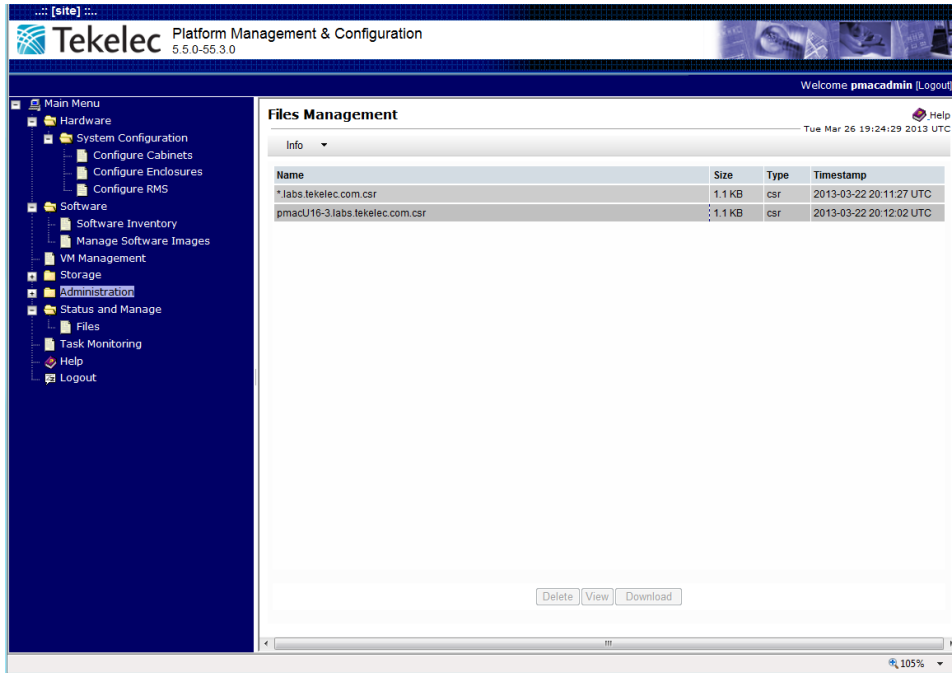 ..:: [site] ::..
Tekelec Platform Management & Configuration
5.5.0-55.3.0
Welcome pmacadmin [Logout]
Main Menu
Hardware
System Configuration
Configure Cabinets
Configure Enclosures
Configure RMS
Software
Software Inventory
Manage Software Images
VM Management
Storage
Administration
Status and Manage
Files
Task Monitoring
Help
Logout
Files Management
Help
Tue Mar 26 19:24:29 2013 UTC
Info
Name Size Type Timestamp
*.labs.tekelec.com.csr 1.1 KB csr 2013-03-22 20:11:27 UTC
pmacU16-3.labs.tekelec.com.csr 1.1 KB csr 2013-03-22 20:12:02 UTC
Delete View Download
105%